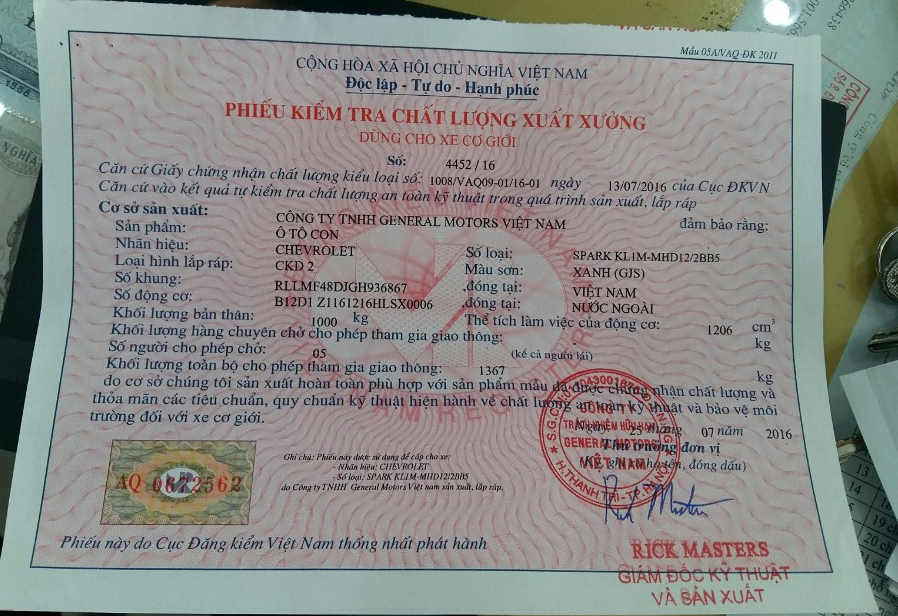 Mẫu 05A/VAQ-ĐK 2011
CỘNG HÒA XÃ HỘI CHỦ NGHĨA VIỆT NAM
Độc lập - Tự do - Hạnh phúc
PHIẾU KIỂM TRA CHẤT LƯỢNG XUẤT XƯỞNG
DÙNG CHO XE CƠ GIỚI
Số: 4452 / 16
Căn cứ Giấy chứng nhận chất lượng kiểu loại số: 1008/VAQ09-01/16-01 ngày 13/07/2016 của Cục ĐKVN
Căn cứ vào kết quả tự kiểm tra chất lượng an toàn kỹ thuật trong quá trình sản xuất, lắp ráp
Cơ sở sản xuất: CÔNG TY TNHH GENERAL MOTORS VIỆT NAM đảm bảo rằng:
Sản phẩm: Ô TÔ CON
Nhãn hiệu: CHEVROLET Số loại: SPARK KL1M-MHD12/2BB5
Loại hình lắp ráp: CKD 2 Màu sơn: XANH (GJS)
Số khung: RLLMF48DJGH936867 ,đóng tại: VIỆT NAM
Số động cơ: B12D1 Z1161216HLSX0006 ,đóng tại: NƯỚC NGOÀI
Khối lượng bản thân: 1000 kg Thể tích làm việc của động cơ: 1206 cm³
Khối lượng hàng chuyên chở cho phép tham gia giao thông: kg
Số người cho phép chở: 05 (kể cả người lái)
Khối lượng toàn bộ cho phép tham gia giao thông: 1367 kg
do cơ sở chúng tôi sản xuất hoàn toàn phù hợp với sản phẩm mẫu đã được chứng nhận chất lượng và
thỏa mãn các tiêu chuẩn, quy chuẩn kỹ thuật hiện hành về chất lượng an toàn kỹ thuật và bảo vệ môi
trường đối với xe cơ giới.
Ngày 25 tháng 07 năm 2016
Thủ trưởng đơn vị
(Ký, ghi rõ họ tên, đóng dấu)
CÔNG TY
TRÁCH NHIỆM HỮU HẠN
GENERAL MOTORS
VIỆT NAM
H.THANH TRÌ-TP.HÀ NỘI
Ghi chú: Phiếu này được sử dụng để cấp cho xe:
- Nhãn hiệu: CHEVROLET
- Số loại: SPARK KL1M-MHD12/2BB5
do Công ty TNHH General Motors Việt nam sản xuất, lắp ráp.
AQ 0672562
Phiếu này do Cục Đăng kiểm Việt Nam thống nhất phát hành
RICK MASTERS
GIÁM ĐỐC KỸ THUẬT
VÀ SẢN XUẤT